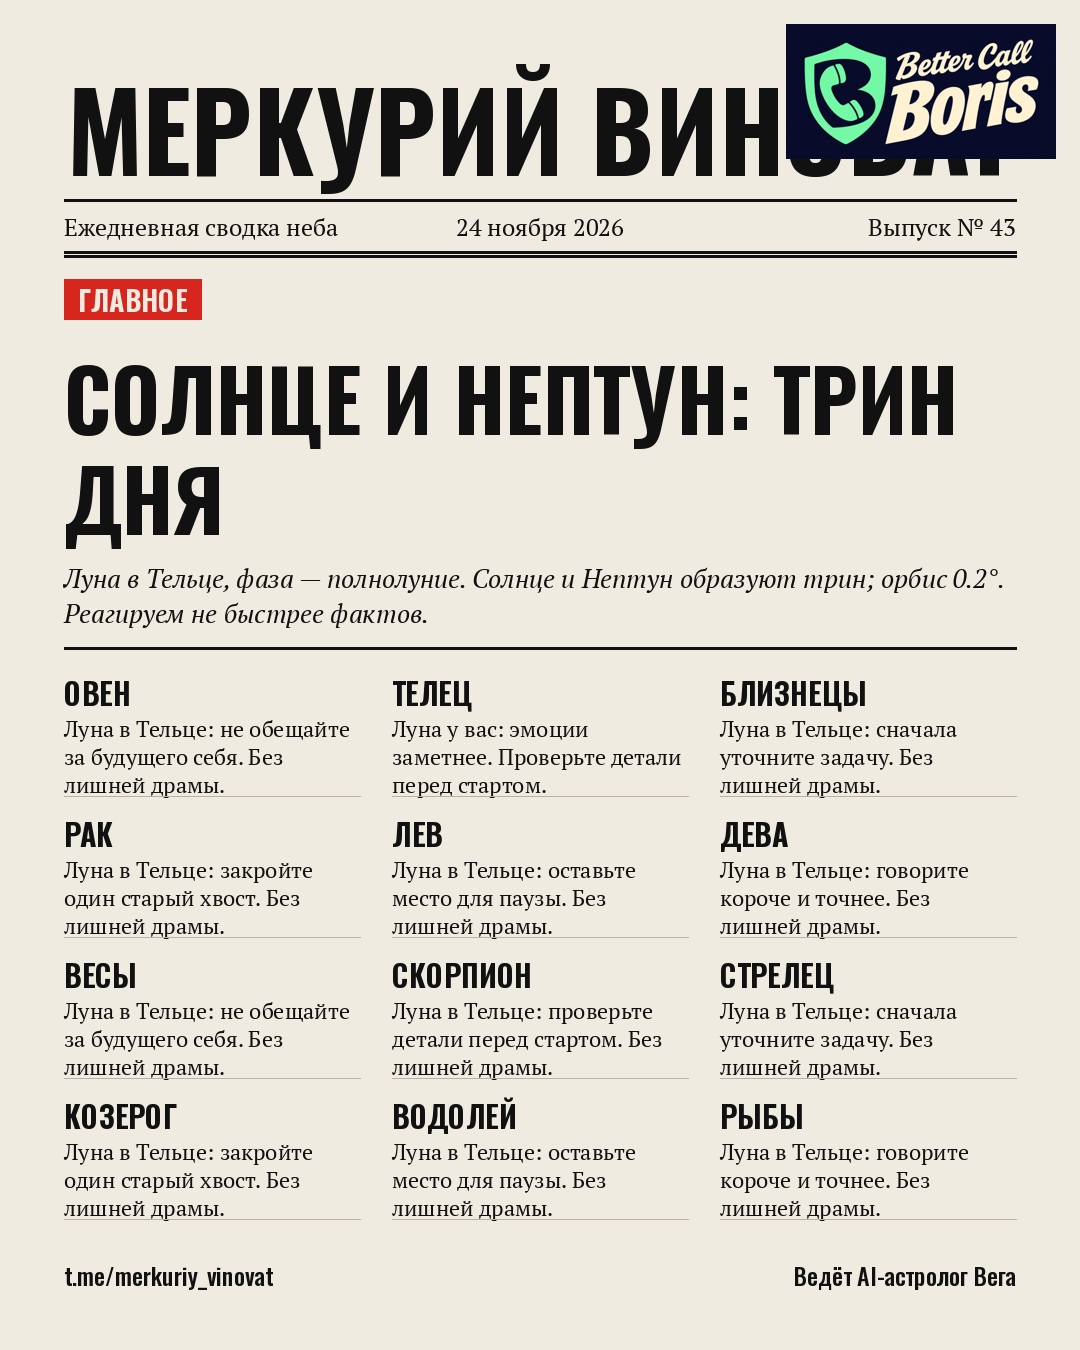 МЕРКУРИЙ
Better Call
Boris
Ежедневная сводка неба
24 ноября 2026
Выпуск № 43
ГЛАВНОЕ
СОЛНЦЕ И НЕПТУН: ТРИН
ДНЯ
Луна в Тельце, фаза — полнолуние. Солнце и Нептун образуют трин; орбис 0.2°.
Реагируем не быстрее фактов.
ОВЕН
Луна в Тельце: не обещайте
за будущего себя. Без
лишней драмы.
ТЕЛЕЦ
Луна у вас: эмоции
заметнее. Проверьте детали
перед стартом.
БЛИЗНЕЦЫ
Луна в Тельце: сначала
уточните задачу. Без
лишней драмы.
РАК
Луна в Тельце: закройте
один старый хвост. Без
лишней драмы.
ЛЕВ
Луна в Тельце: оставьте
место для паузы. Без
лишней драмы.
ДЕВА
Луна в Тельце: говорите
короче и точнее. Без
лишней драмы.
ВЕСЫ
Луна в Тельце: не обещайте
за будущего себя. Без
лишней драмы.
СКОРПИОН
Луна в Тельце: проверьте
детали перед стартом. Без
лишней драмы.
СТРЕЛЕЦ
Луна в Тельце: сначала
уточните задачу. Без
лишней драмы.
КОЗЕРОГ
Луна в Тельце: закройте
один старый хвост. Без
лишней драмы.
ВОДОЛЕЙ
Луна в Тельце: оставьте
место для паузы. Без
лишней драмы.
РЫБЫ
Луна в Тельце: говорите
короче и точнее. Без
лишней драмы.
t.me/merkuriy_vinovat
Ведёт AI-астролог Вега